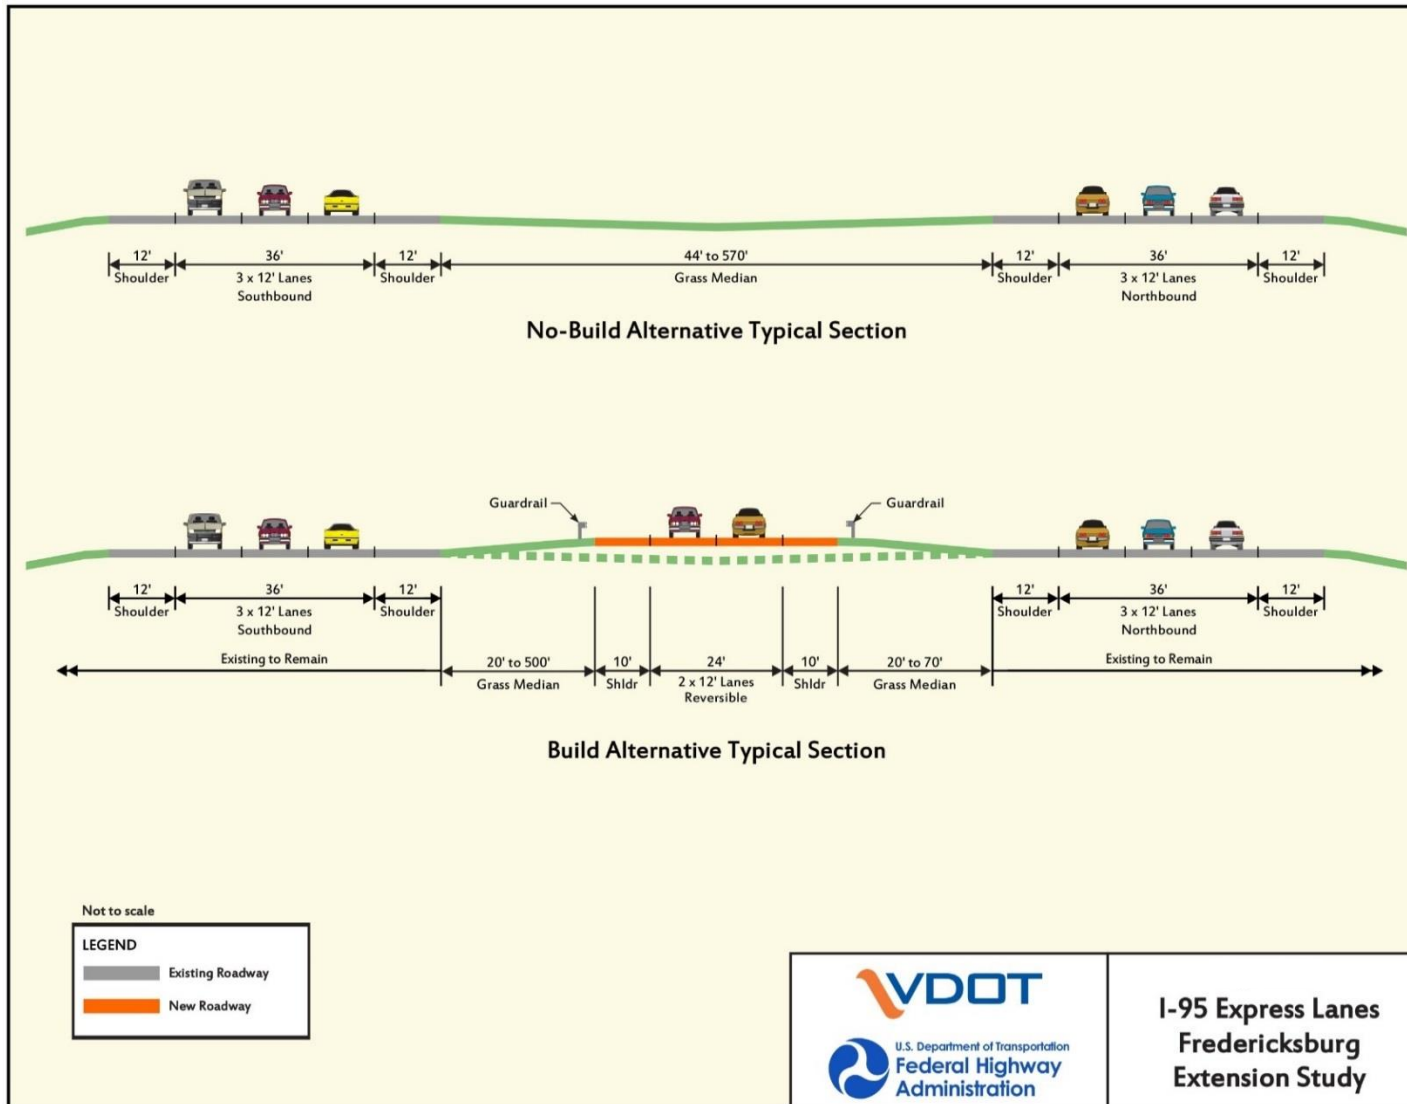 12' 36' 12' 44' to 570' 12' 36' 12'
Shoulder 3 x 12' Lanes Shoulder Grass Median Shoulder 3 x 12' Lanes Shoulder
Southbound Northbound
No-Build Alternative Typical Section
Guardrail Guardrail
12' 36' 12' 12' 36' 12'
Shoulder 3 x 12' Lanes Shoulder Shoulder 3 x 12' Lanes Shoulder
Southbound Northbound
Existing to Remain 20' to 500' 10' 24' 10' 20' to 70' Existing to Remain
Grass Median Shldr 2 x 12' Lanes Shldr Grass Median
Reversible
Build Alternative Typical Section
Not to scale
LEGEND
Existing Roadway
New Roadway
VDOT
U.S. Department of Transportation
Federal Highway
Administration
I-95 Express Lanes
Fredericksburg
Extension Study